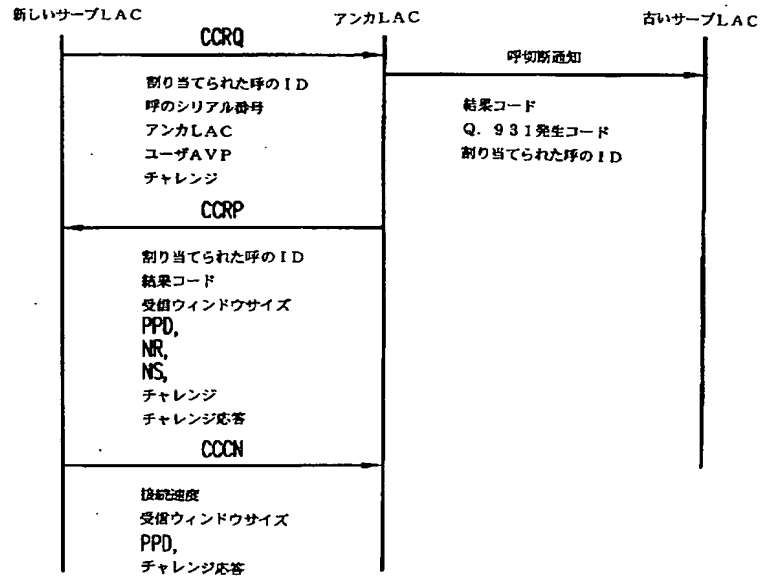 新しいサーブLAC
アンカLAC
古いサーブLAC
CCRQ
呼切断通知
割り当てられた呼のID
呼のシリアル番号
アンカLAC
ユーザAVP
チャレンジ
結果コード
Q.931発生コード
割り当てられた呼のID
CCRP
割り当てられた呼のID
結果コード
受信ウィンドウサイズ
PPD,
NR,
NS,
チャレンジ
チャレンジ応答
CCCN
接続速度
受信ウィンドウサイズ
PPD,
チャレンジ応答